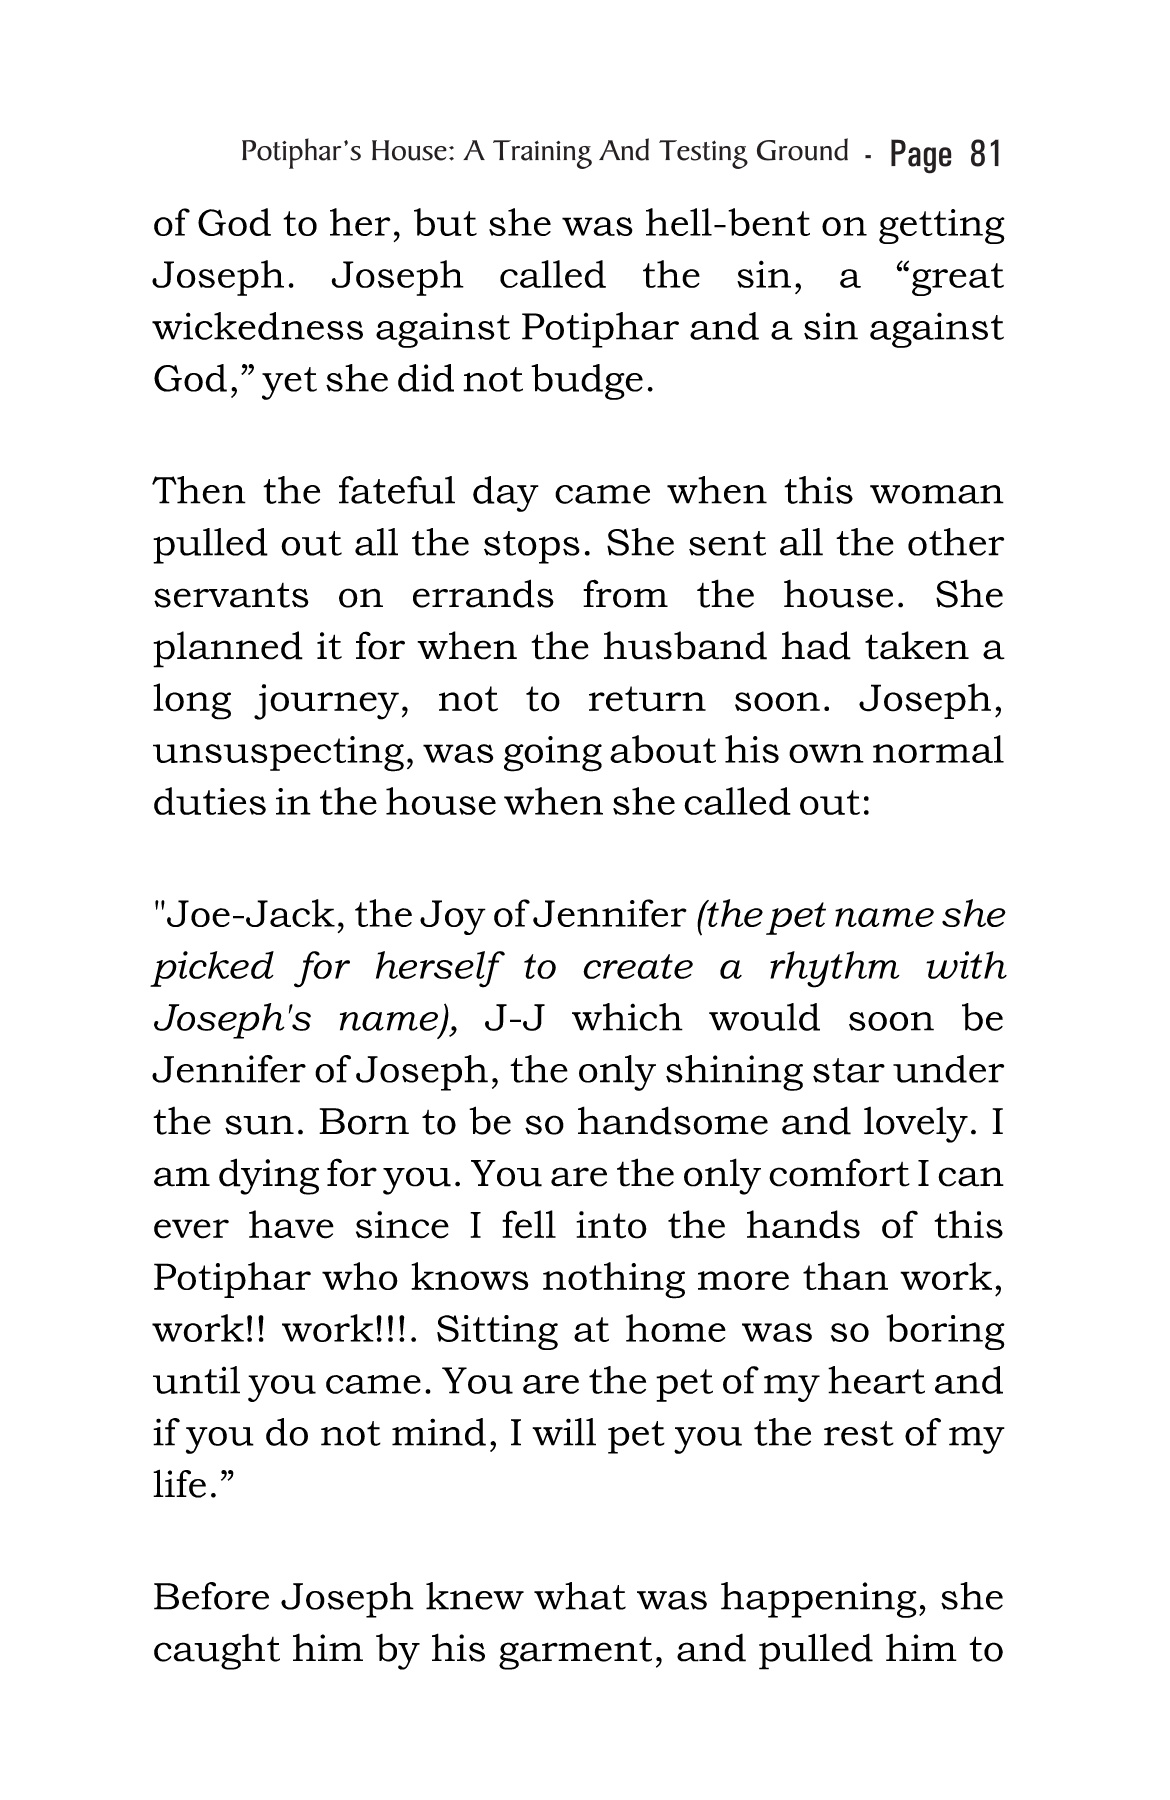 Potiphar’s House: A Training And Testing Ground - Page 81
of God to her, but she was hell-bent on getting
Joseph. Joseph called the sin, a “great
wickedness against Potiphar and a sin against
God,” yet she did not budge.
Then the fateful day came when this woman
pulled out all the stops. She sent all the other
servants on errands from the house. She
planned it for when the husband had taken a
long journey, not to return soon. Joseph,
unsuspecting, was going about his own normal
duties in the house when she called out:
"Joe-Jack, the Joy of Jennifer (the pet name she
picked for herself to create a rhythm with
Joseph's name), J-J which would soon be
Jennifer of Joseph, the only shining star under
the sun. Born to be so handsome and lovely. I
am dying for you. You are the only comfort I can
ever have since I fell into the hands of this
Potiphar who knows nothing more than work,
work!! work!!!. Sitting at home was so boring
until you came. You are the pet of my heart and
if you do not mind, I will pet you the rest of my
life.”
Before Joseph knew what was happening, she
caught him by his garment, and pulled him to